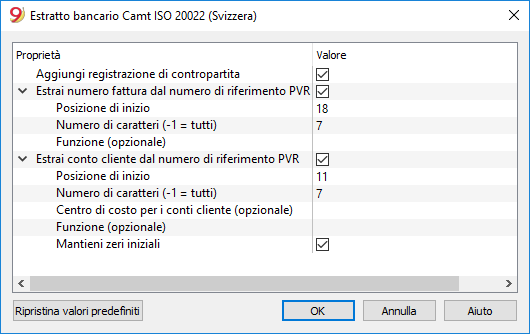 Estratto bancario Camt ISO 20022 (Svizzera)
Proprietà Valore
Aggiungi registrazione di contropartita
Estrai numero fattura dal numero di riferimento PVR
Posizione di inizio 18
Numero di caratteri (-1 = tutti) 7
Funzione (opzionale)
Estrai conto cliente dal numero di riferimento PVR
Posizione di inizio 11
Numero di caratteri (-1 = tutti) 7
Centro di costo per i conti cliente (opzionale)
Funzione (opzionale)
Mantieni zeri iniziali
Ripristina valori predefiniti OK Annulla Aiuto